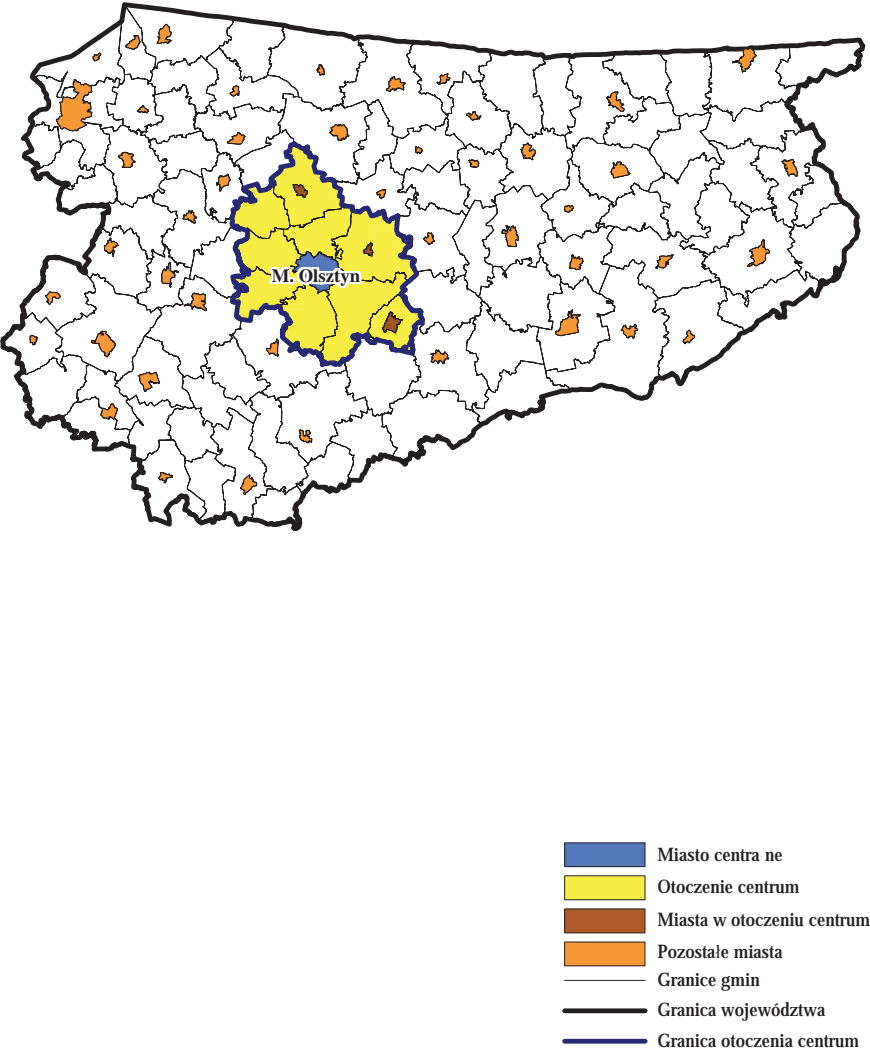 M. Olsztyn
Miasto centra ne
Otoczenie centrum
Miasta w otoczeniu centrum
Pozostałe miasta
Granice gmin
Granica województwa
Granica otoczenia centrum